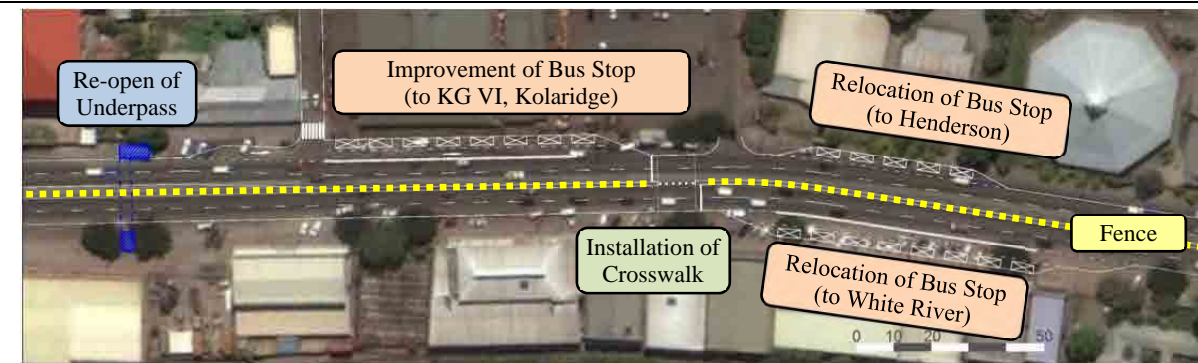 Re-open of
Underpass
Improvement of Bus Stop
(to KG VI, Kolaridge)
Relocation of Bus Stop
(to Henderson)
Installation of
Crosswalk
Fence
Relocation of Bus Stop
(to White River)
0 10 20 50